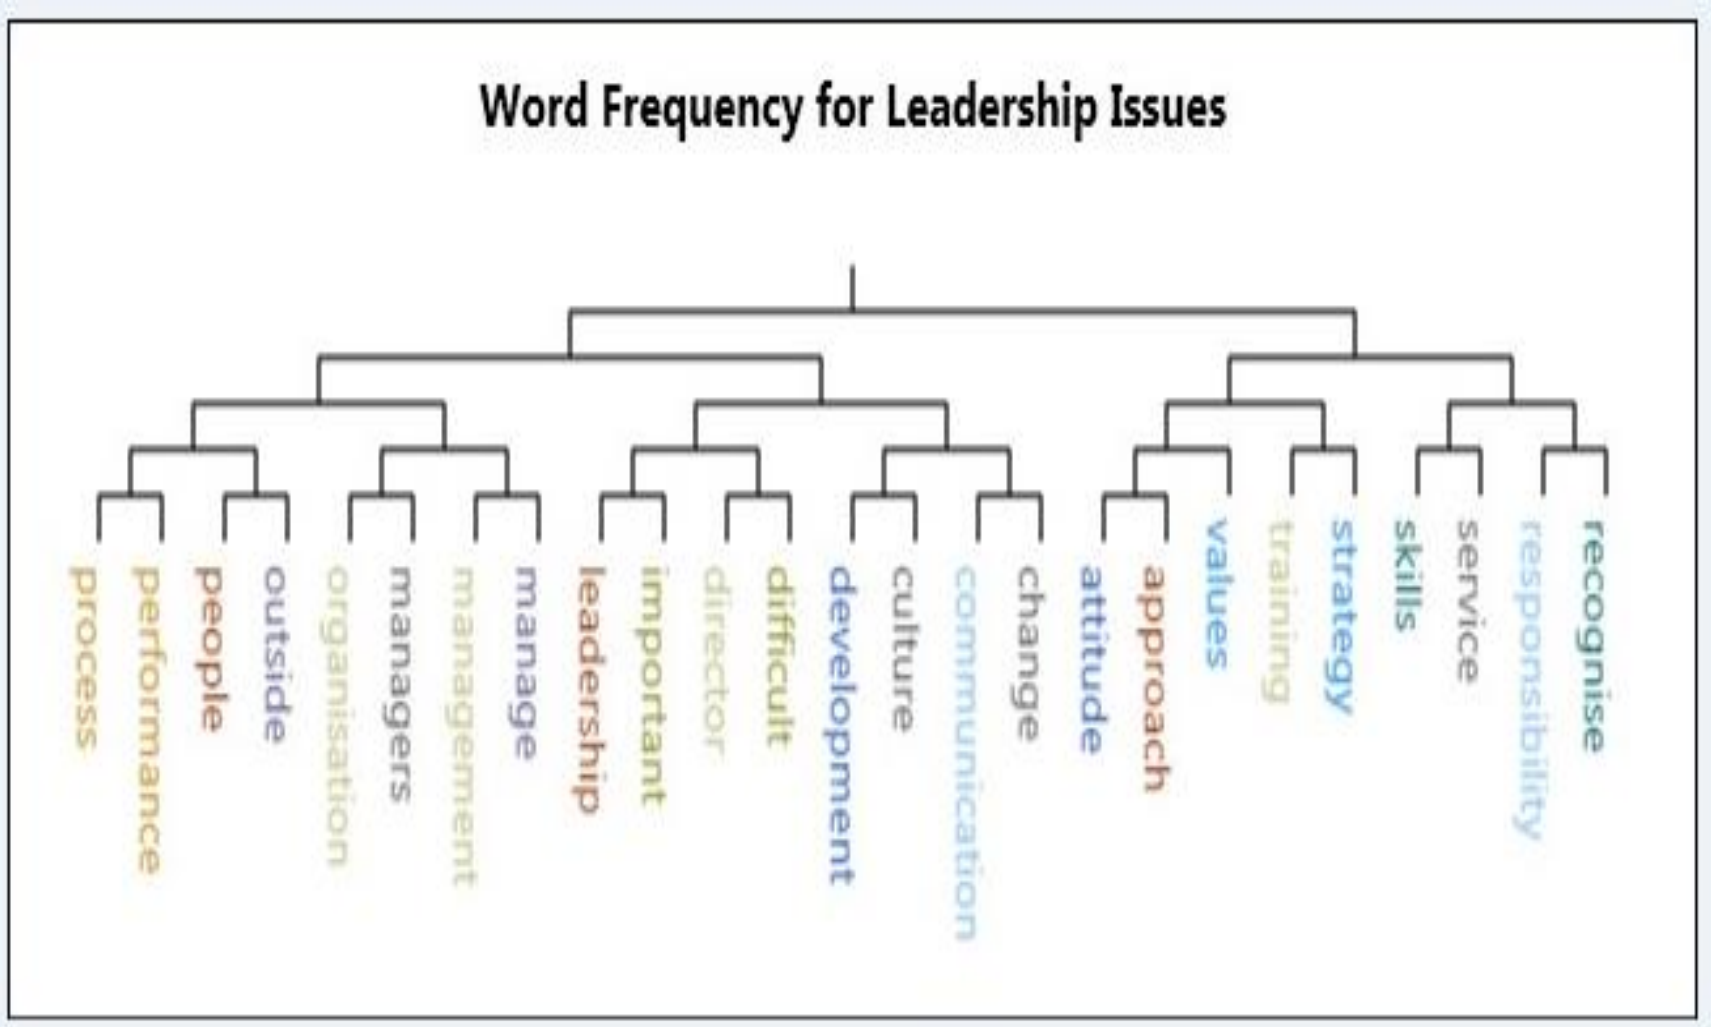 Word Frequency for Leadership Issues
process
performance
people
outside
organisation
managers
management
manage
leadership
important
director
difficult
development
culture
communication
change
attitude
approach
values
training
strategy
skills
service
responsibility
recognise